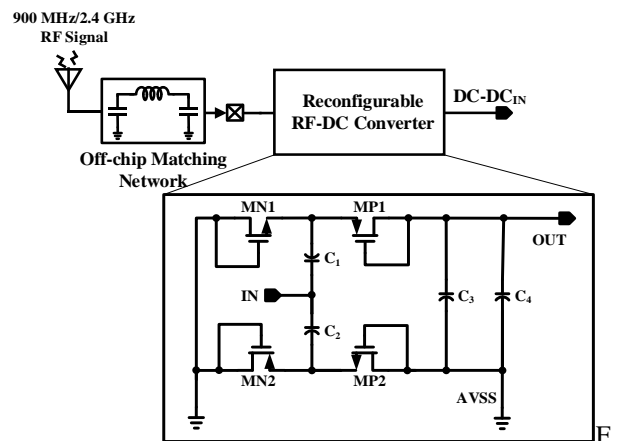 900 MHz/2.4 GHz
RF Signal
Off-chip Matching
Network
Reconfigurable
RF-DC Converter
DC-DCIN
MN1
MP1
OUT
C1
IN
C3
C4
C2
MN2
MP2
AVSS
F